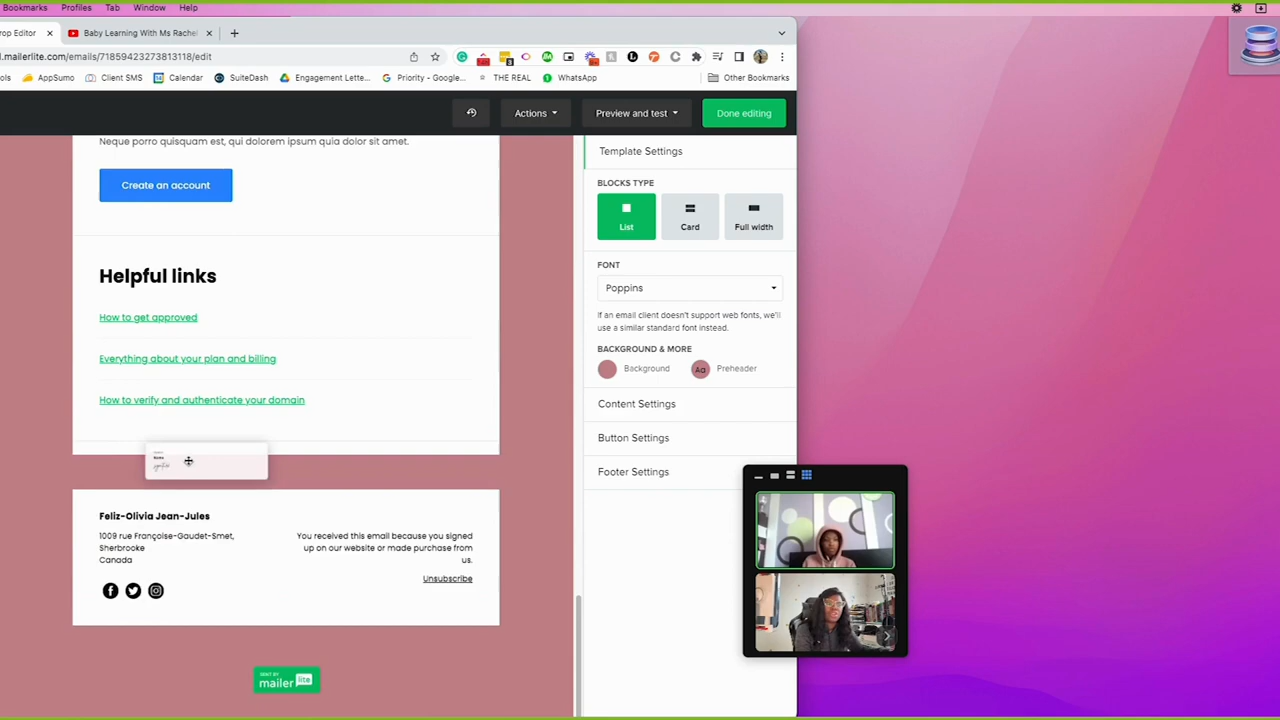 Bookmarks Profiles Tab Window Help
rop Editor
Baby Learning With Ms Rachel
l.mailerlite.com/emails/71859423273813118/edit
ols
AppSumo
Client SMS
Calendar
SuiteDash
Engagement Lette...
Priority - Google...
THE REAL
WhatsApp
Other Bookmarks
Actions
Preview and test
Done editing
Neque porro quisquam est, qui dolorem ipsum quia dolor sit amet.
Create an account
Helpful links
How to get approved
Everything about your plan and billing
How to verify and authenticate your domain
Feliz-Olivia Jean-Jules
1009 rue Françoise-Gaudet-Smet,
Sherbrooke
Canada
You received this email because you signed
up on our website or made purchase from
us.
Unsubscribe
SENT BY
mailer lite
Template Settings
BLOCKS TYPE
List
Card
Full width
FONT
Poppins
If an email client doesn't support web fonts, we'll
use a similar standard font instead.
BACKGROUND & MORE
Background
Aa
Preheader
Content Settings
Button Settings
Footer Settings